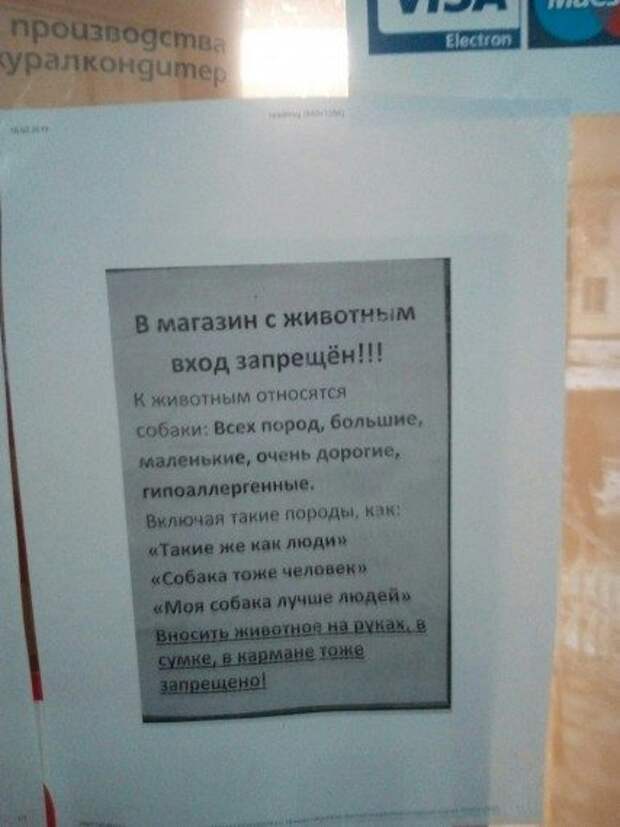 производства
куралкондитер
VISA
Electron
Maes
В магазин с животным
вход запрещён!!!
К животным относятся
собаки: Всех пород, большие,
маленькие, очень дорогие,
гипоаллергенные.
Включая такие породы, как:
«Такие же как люди»
«Собака тоже человек»
«Моя собака лучше людей»
Вносить животное на руках, в
сумке, в кармане тоже
запрещено!